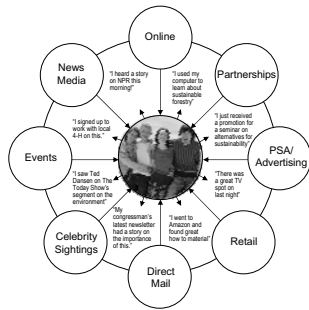 Online
News
Media
Partnerships
"I heard a story
on NPR this
morning!"
"I used my
computer to
learn about
sustainable
forestry"
"I signed up to
work with local
4-H on this."
"I just received
a promotion for
a seminar on
alternatives for
sustainability"
Events
PSA/
Advertising
"I saw Ted
Dansen on The
Today Show's
segment on the
environment"
"There was
a great TV
spot on
last night"
"My
congressman's
latest newsletter
had a story on
the importance
of this."
"I went to
Amazon and
found great
how to material"
Celebrity
Sightings
Retail
Direct
Mail